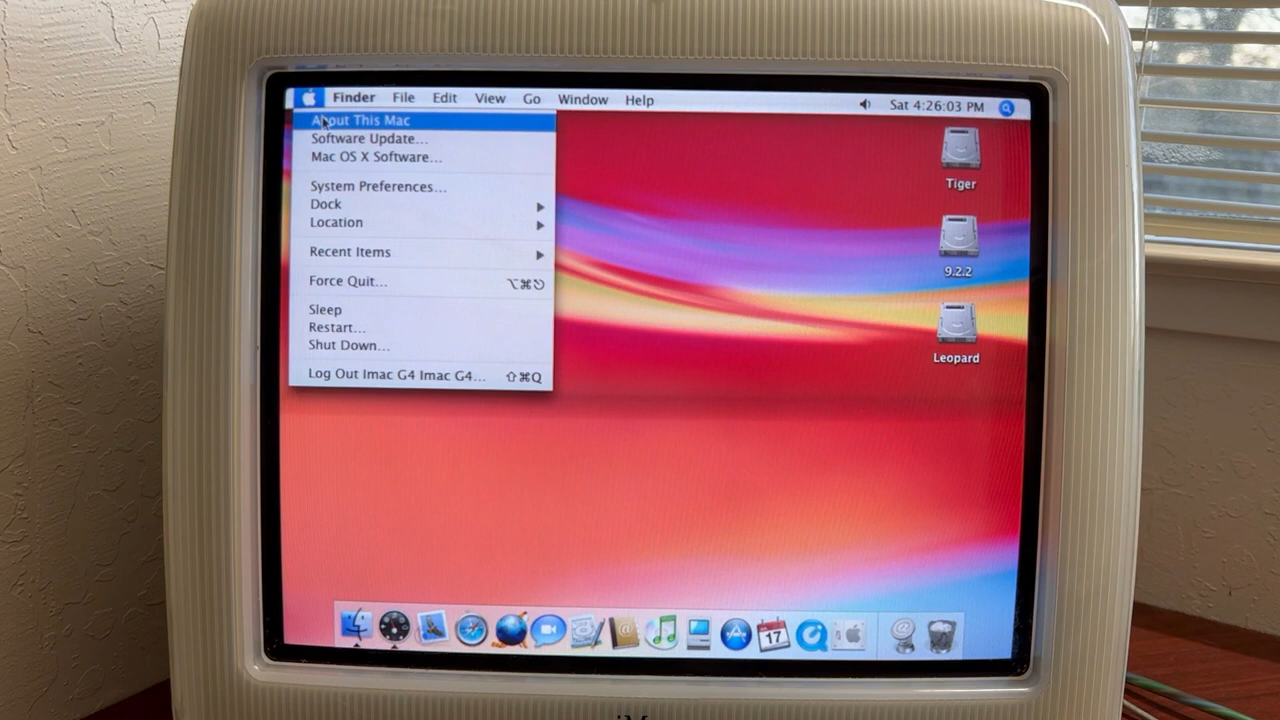 Finder File Edit View Go Window Help Sat 4:26:03 PM
About This Mac
Software Update...
Mac OS X Software...
System Preferences...
Dock
Location
Recent Items
Force Quit... ⌥⌘⎋
Sleep
Restart...
Shut Down...
Log Out Imac G4 Imac G4... ⇧⌘Q
Tiger
9.2.2
Leopard
17